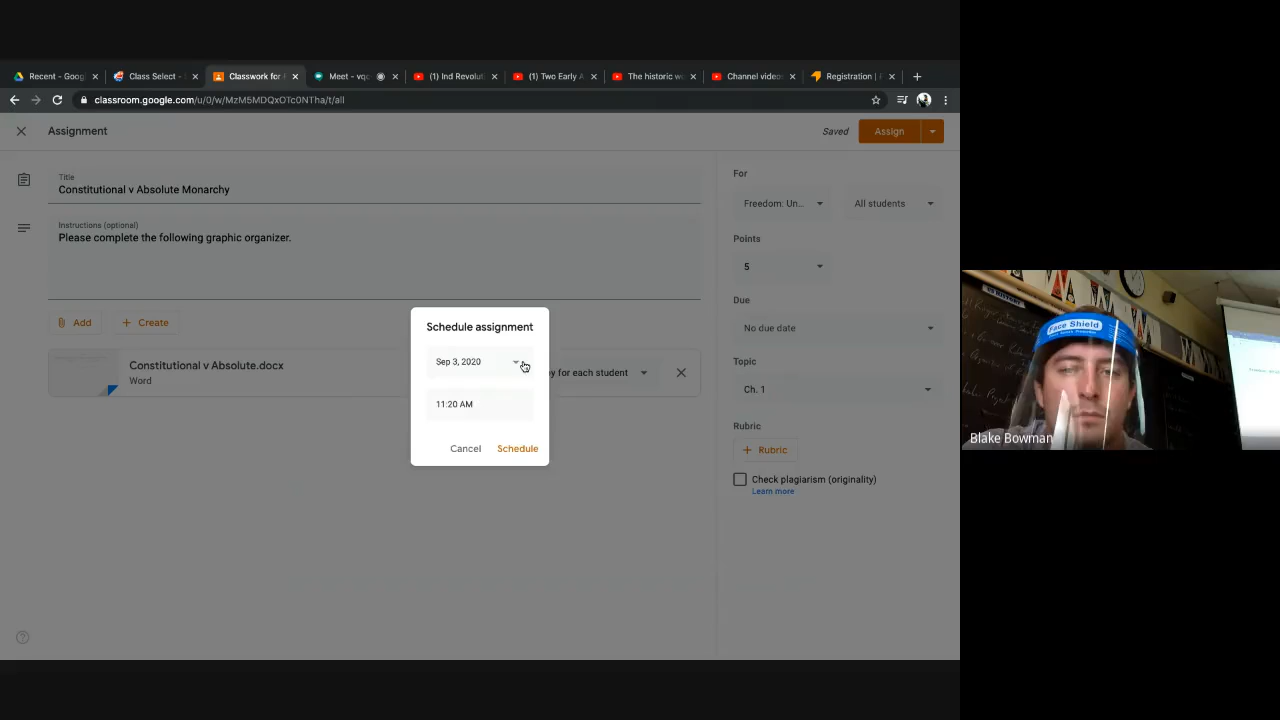 Recent - Goog
Class Select -
Classwork for
Meet - vqc
(1) Ind Revolut
(1) Two Early A
The historic w
Channel video
Registration |
classroom.google.com/u/0/w/MzM5MDQxOTc0NTha/t/all
Assignment
Saved
Assign
Title
Constitutional v Absolute Monarchy
Instructions (optional)
Please complete the following graphic organizer.
Add
Create
Constitutional v Absolute.docx
Word
y for each student
Schedule assignment
Sep 3, 2020
11:20 AM
Cancel
Schedule
For
Freedom: Un...
All students
Points
5
Due
No due date
Topic
Ch. 1
Rubric
Rubric
Check plagiarism (originality)
Learn more
Face Shield
Blake Bowman